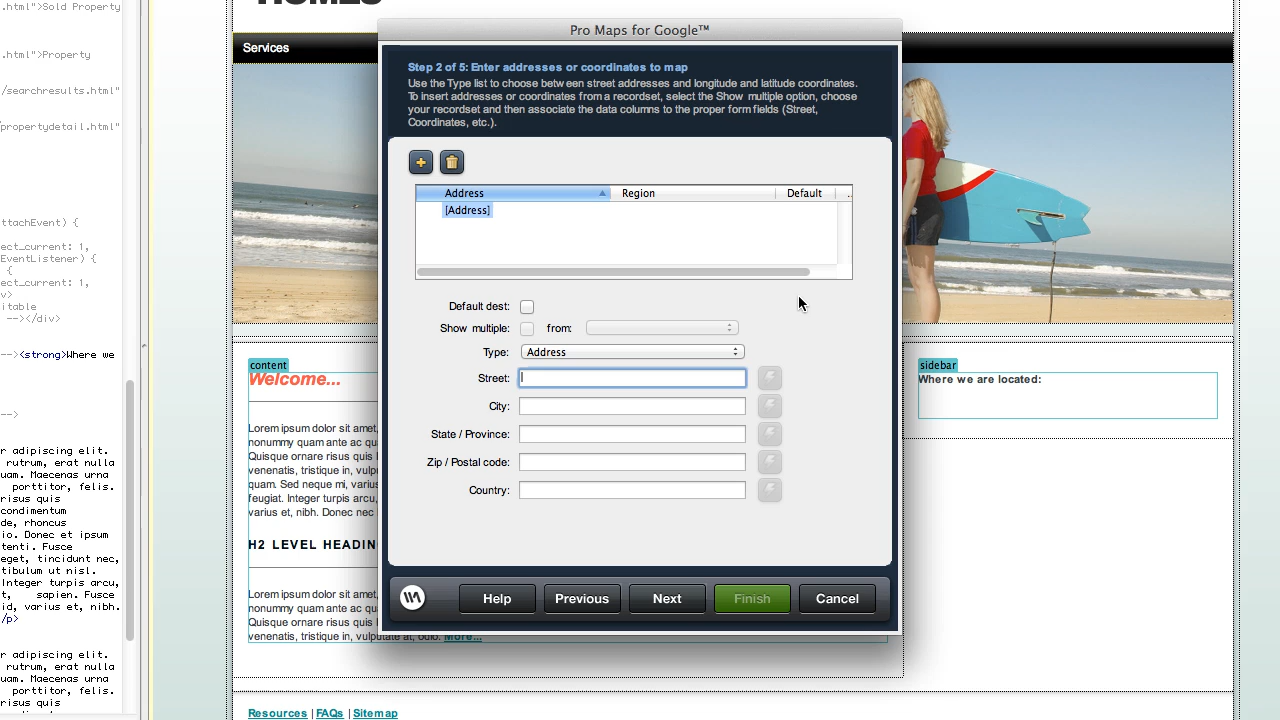 HOMES
Services
Pro Maps for Google™
Step 2 of 5: Enter addresses or coordinates to map
Use the Type list to choose between street addresses and longitude and latitude coordinates.
To insert addresses or coordinates from a recordset, select the Show multiple option, choose
your recordset and then associate the data columns to the proper form fields (Street,
Coordinates, etc.).
Address Region Default ..
[Address]
Default dest:
Show multiple: from:
Type: Address
Street:
City:
State / Province:
Zip / Postal code:
Country:
Help Previous Next Finish Cancel
.html">Sold Property
.html">Property
/searchresults.html"
propertydetail.html"
ttachEvent) {
ect_current: 1,
EventListener) {
{
ect_current: 1,
ltable
--></div>
--><strong>Where we
-->
r adipiscing elit.
rutrum, erat nulla
uam. Maecenas urna
porttitor, felis.
risus quis
condimentum
de, rhoncus
io. Donec et ipsum
tenti. Fusce
eget, tincidunt nec,
tibulum ut nisl.
Integer turpis arcu,
t, sapien. Fusce
id, varius et, nibh.
/p>
r adipiscing elit.
rutrum, erat nulla
uam. Maecenas urna
porttitor, felis.
risus quis
content
Welcome...
Lorem ipsum dolor sit amet,
nonummy quam ante ac qu
Quisque ornare risus quis l
venenatis, tristique in, vulp
quam. Sed neque mi, varius
feugiat. Integer turpis arcu,
varius et, nibh. Donec nec
H2 LEVEL HEADIN
Lorem ipsum dolor sit amet,
nonummy quam ante ac qu
Quisque ornare risus quis l
venenatis, tristique in, vulputate at, odio. More...
sidebar
Where we are located:
Resources | FAQs | Sitemap